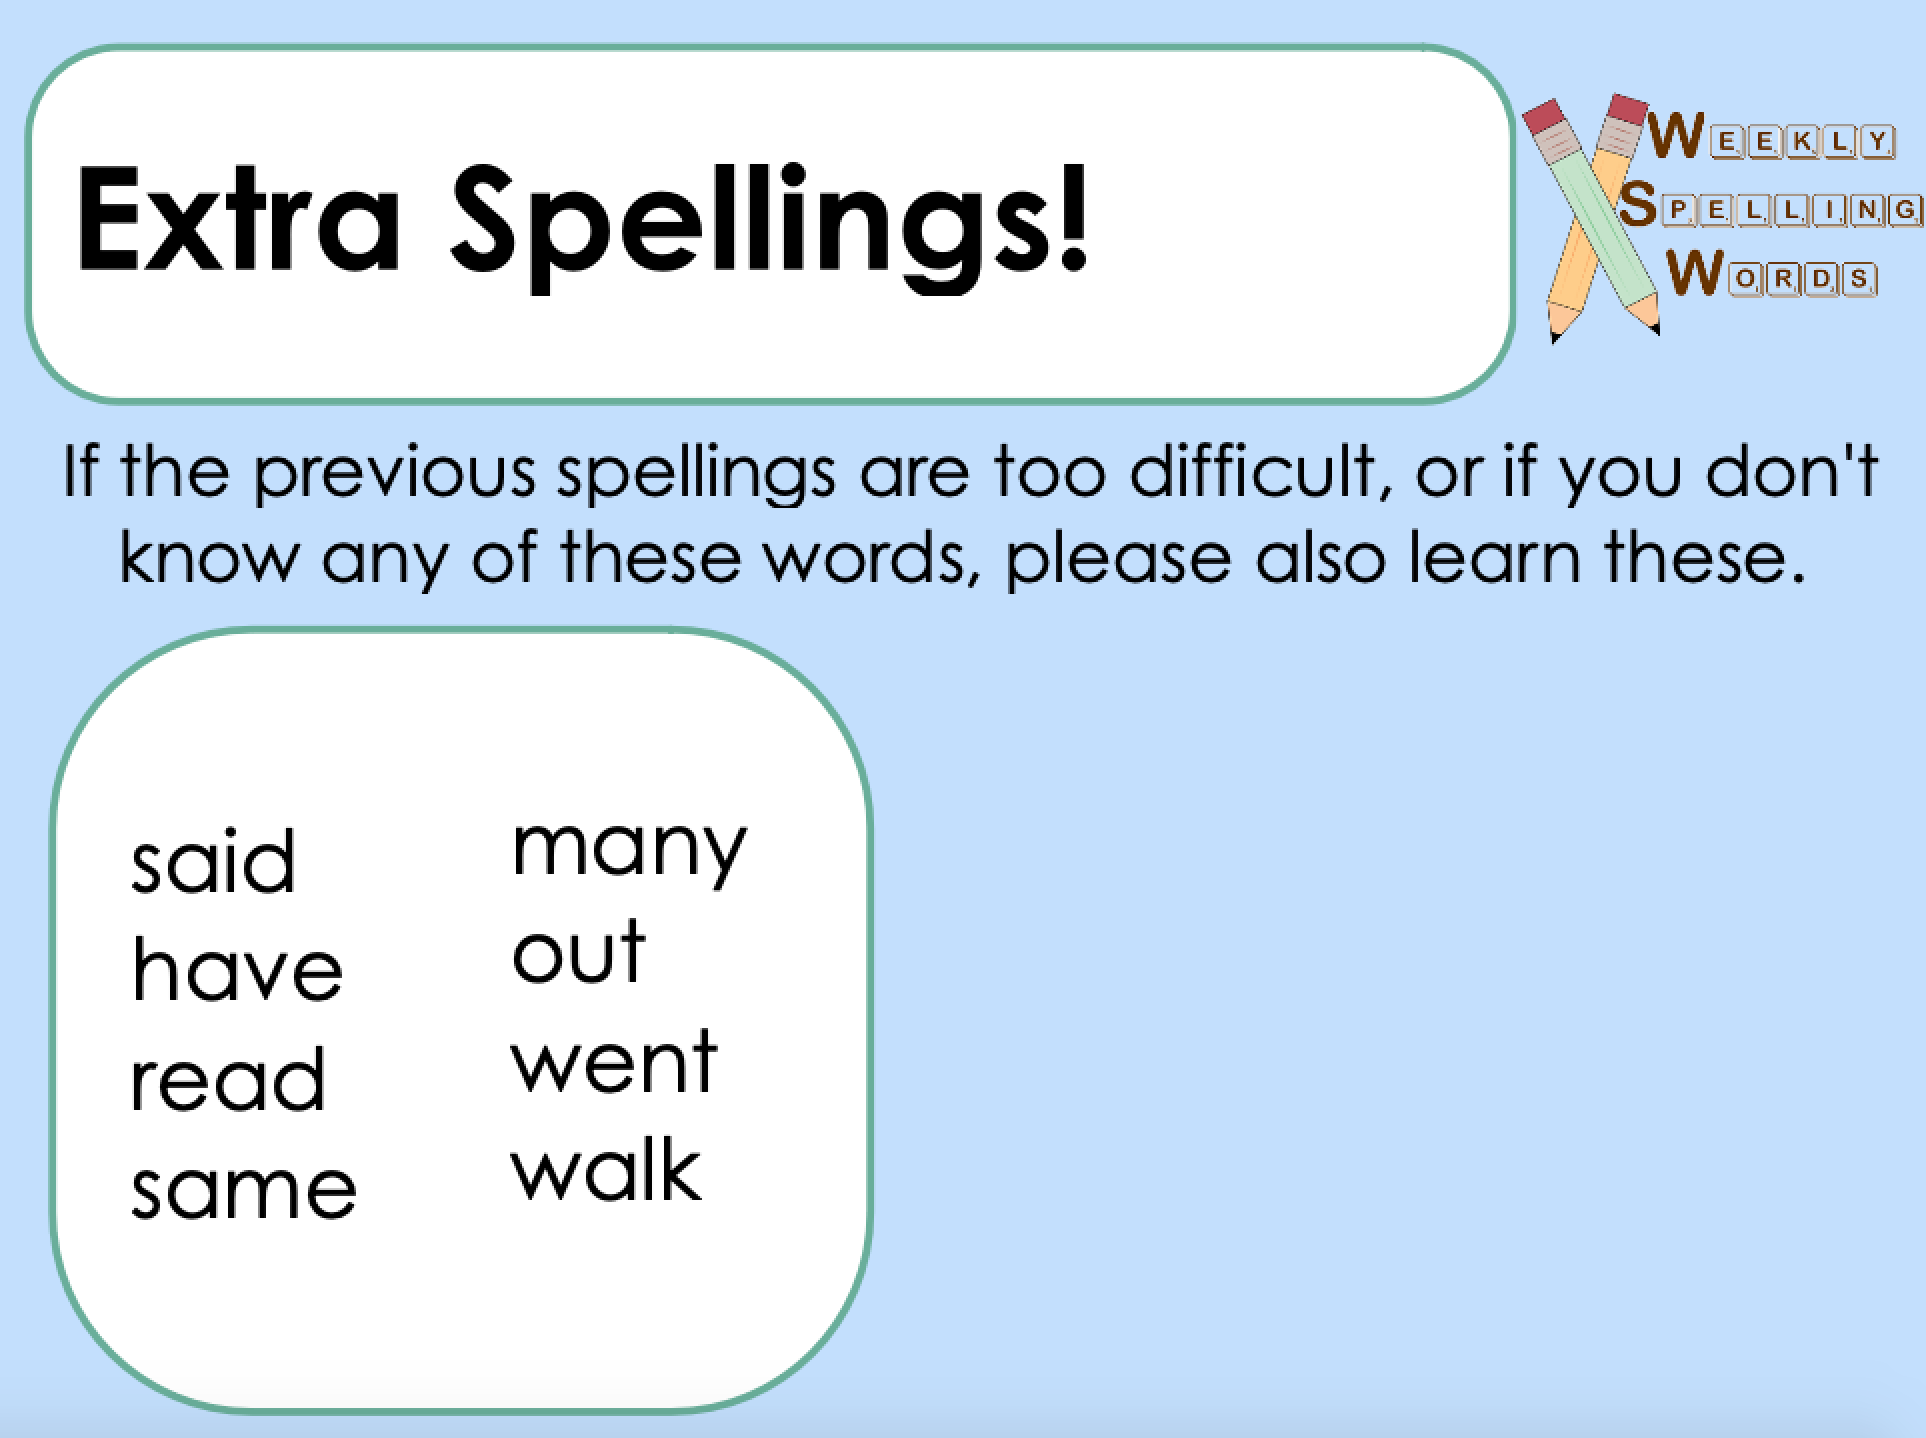 Extra Spellings!
WEEKLY
SPELLING
WORDS
If the previous spellings are too difficult, or if you don't
know any of these words, please also learn these.
said
have
read
same
many
out
went
walk